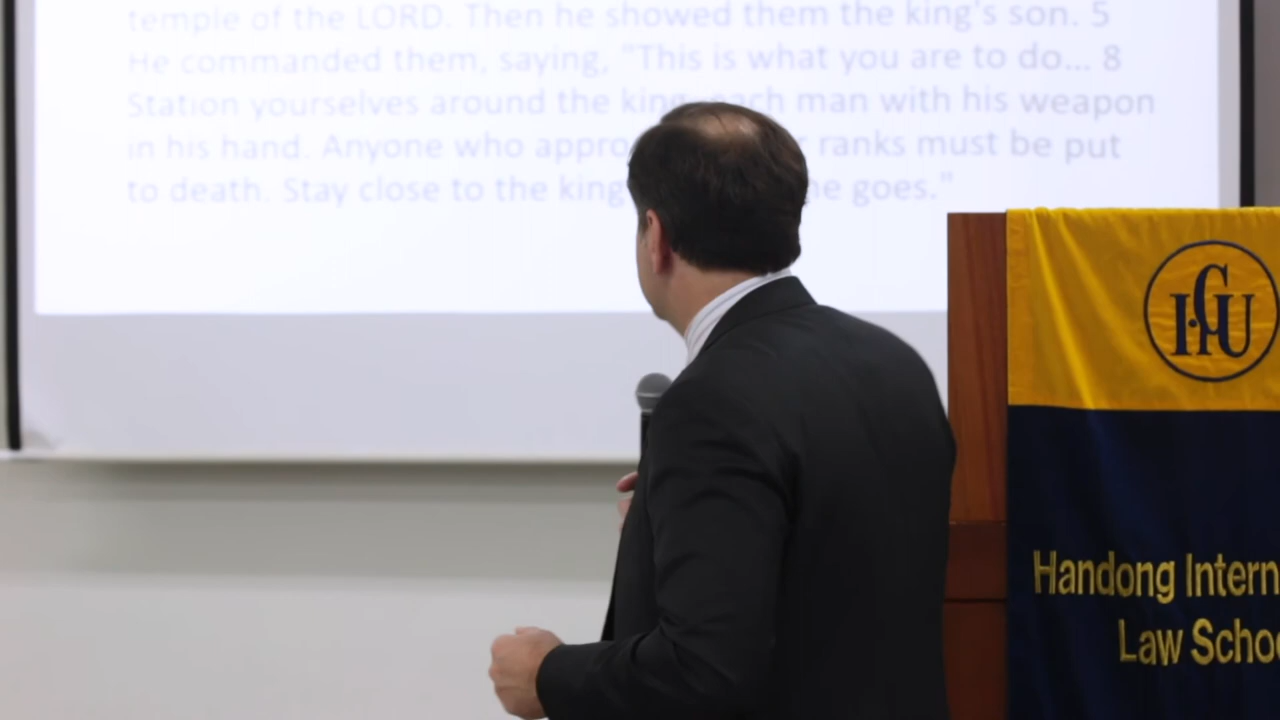 temple of the LORD. Then he showed them the king's son. 5
He commanded them, saying, "This is what you are to do... 8
Station yourselves around the king, each man with his weapon
in his hand. Anyone who appro r ranks must be put
to death. Stay close to the king he goes."
HGU
Handong Intern
Law Schoo